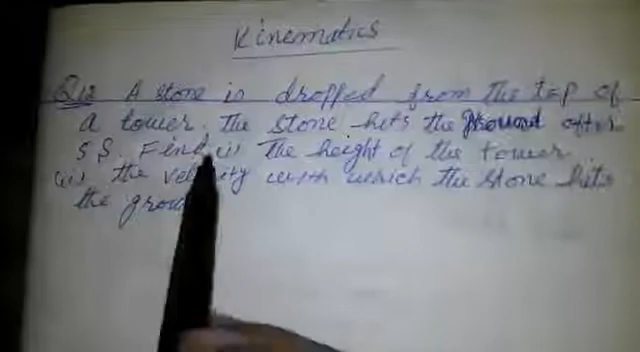 Kinematics
Q12 A stone is dropped from the top of
a tower. The stone hits the ground after
5 S. Find (i) the height of the tower
(ii) the velocity with which the stone hits
the ground